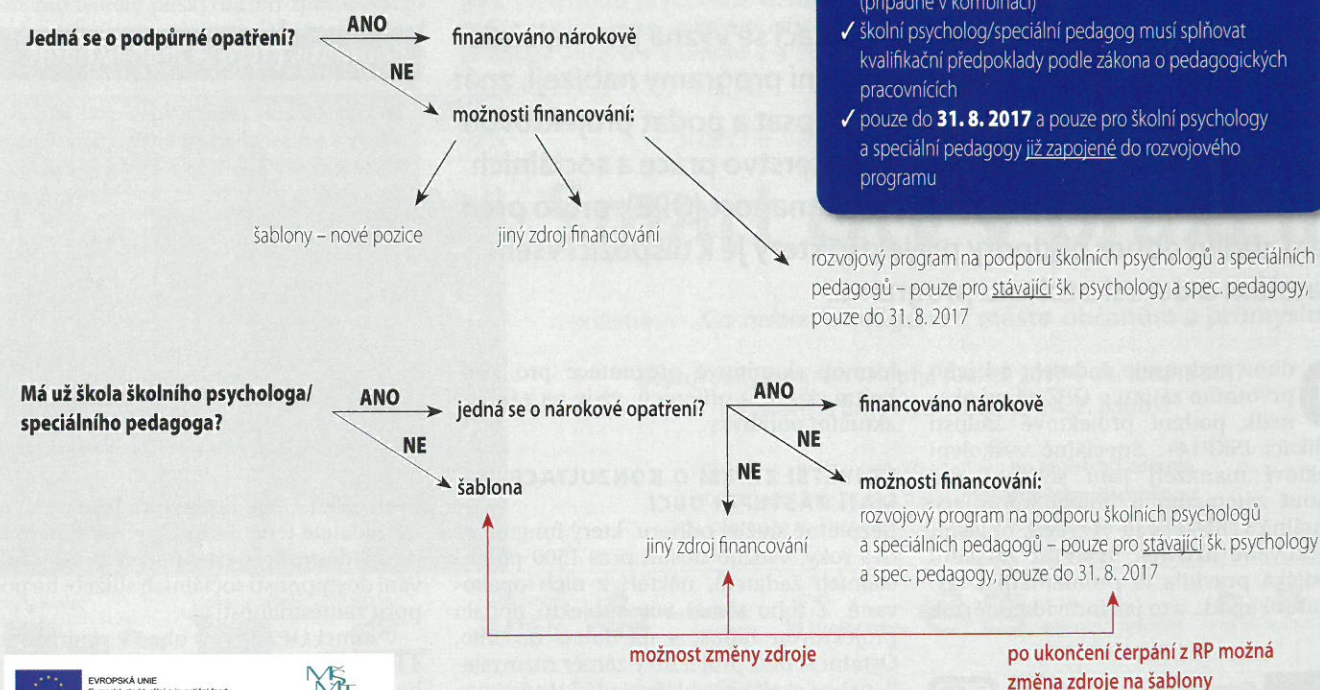 (případně v kombinaci)
✓ školní psycholog/speciální pedagog musí splňovat
kvalifikační předpoklady podle zákona o pedagogických
pracovnících
✓ pouze do 31. 8. 2017 a pouze pro školní psychology
a speciální pedagogy již zapojené do rozvojového
programu
Jedná se o podpůrné opatření?
ANO
financováno nárokově
NE
možnosti financování:
šablony – nové pozice
jiný zdroj financování
rozvojový program na podporu školních psychologů a speciálních
pedagogů – pouze pro stávající šk. psychology a spec. pedagogy,
pouze do 31. 8. 2017
Má už škola školního psychologa/
speciálního pedagoga?
ANO
jedná se o nárokové opatření?
ANO
financováno nárokově
NE
šablona
NE
NE
jiný zdroj financování
možnosti financování:
rozvojový program na podporu školních psychologů
a speciálních pedagogů – pouze pro stávající šk. psychology
a spec. pedagogy, pouze do 31. 8. 2017
možnost změny zdroje
po ukončení čerpání z RP možná
změna zdroje na šablony
EVROPSKÁ UNIE